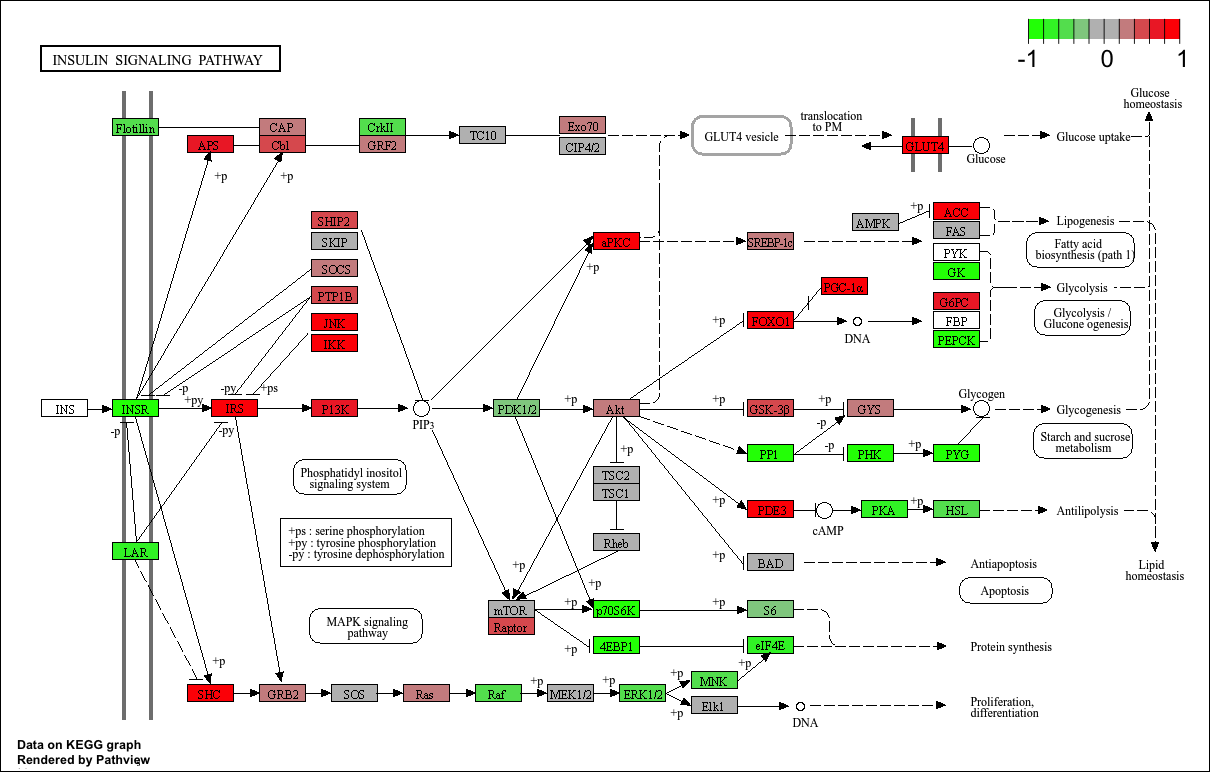 INSULIN SIGNALING PATHWAY
-1 0 1
Glucose
homeostasis
Flotillin
CAP
CrkII
APS
Cbl
GRF2
TC10
Exo70
CIP4/2
GLUT4 vesicle
translocation
to PM
GLUT4
Glucose
Glucose uptake
+p
+p
SHIP2
SKIP
SOCS
PTP1B
JNK
IKK
aPKC
+p
SREBP-1c
AMPK
+p
ACC
FAS
PYK
GK
G6PC
FBP
PEPCK
Lipogenesis
Fatty acid
biosynthesis (path 1)
Glycolysis
Glycolysis /
Glucone ogenesis
PGC-1α
FOXO1
+p
DNA
INS
INSR
-p
+py
-p
-py
+ps
IRS
-py
PI3K
PIP3
PDK1/2
+p
Akt
+p
GSK-3β
+p
GYS
-p
Glycogen
Glycogenesis
Starch and sucrose
metabolism
PP1
-p
PHK
+p
PYG
Phosphatidyl inositol
signaling system
+p
TSC2
TSC1
+p
PDE3
cAMP
PKA
+p
HSL
Antilipolysis
+ps : serine phosphorylation
+py : tyrosine phosphorylation
-py : tyrosine dephosphorylation
LAR
Rheb
+p
+p
BAD
Antiapoptosis
Apoptosis
Lipid
homeostasis
+p
mTOR
Raptor
+p
p70S6K
+p
S6
MAPK signaling
pathway
+p
4EBP1
eIF4E
Protein synthesis
+p
SHC
GRB2
SOS
Ras
Raf
+p
MEK1/2
+p
ERK1/2
+p
MNK
+p
+p
Elk1
DNA
Proliferation,
differentiation
Data on KEGG graph
Rendered by Pathview